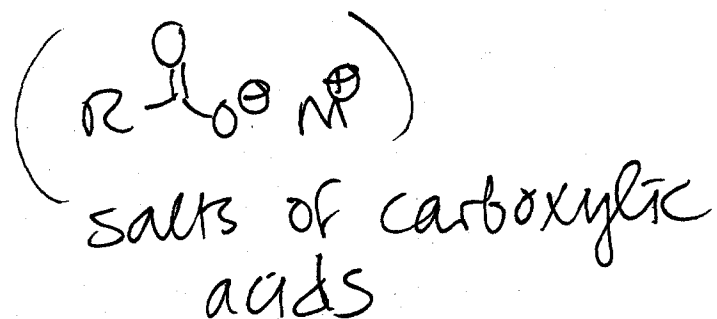 O
R O⊖ M⊕
salts of carboxylic
acids